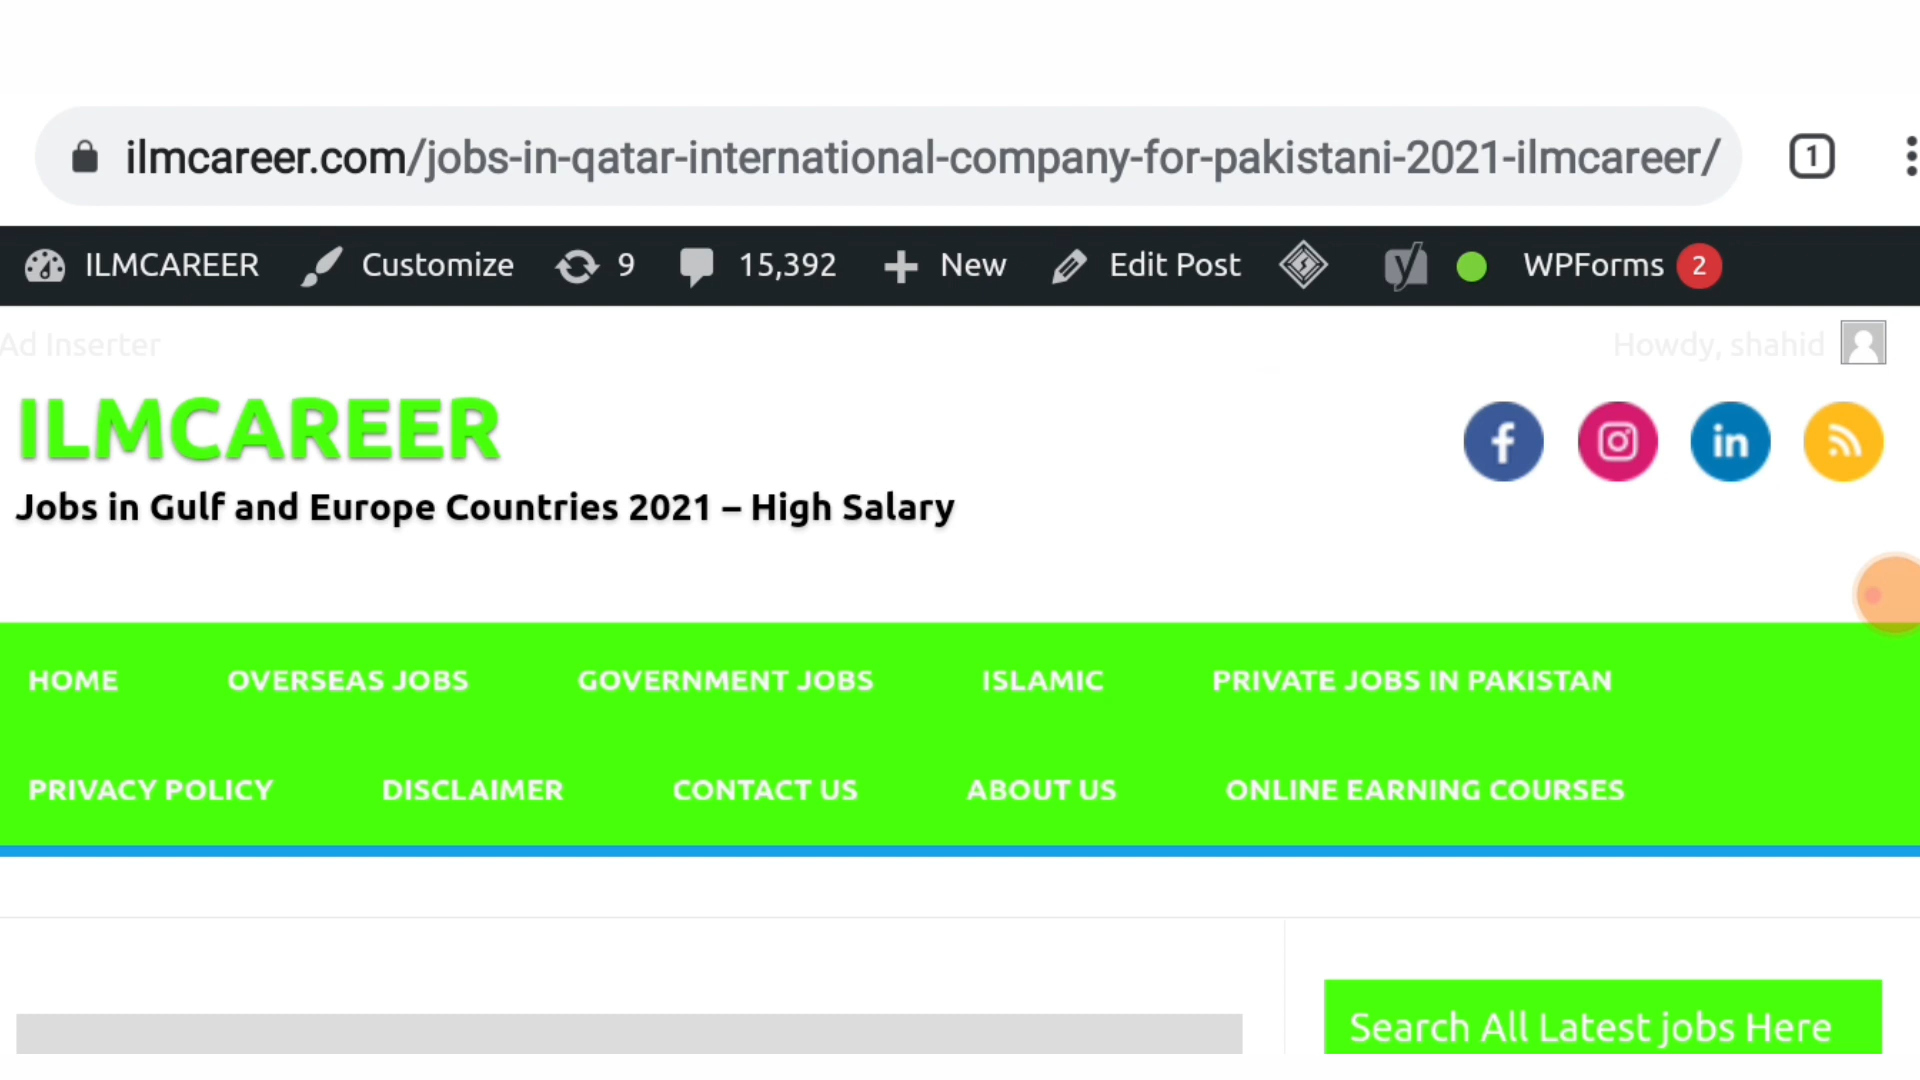 ilmcareer.com/jobs-in-qatar-international-company-for-pakistani-2021-ilmcareer/ 1
ILMCAREER Customize 9 15,392 New Edit Post WPForms 2
Ad Inserter Howdy, shahid
ILMCAREER
Jobs in Gulf and Europe Countries 2021 – High Salary
HOME OVERSEAS JOBS GOVERNMENT JOBS ISLAMIC PRIVATE JOBS IN PAKISTAN
PRIVACY POLICY DISCLAIMER CONTACT US ABOUT US ONLINE EARNING COURSES
Search All Latest jobs Here